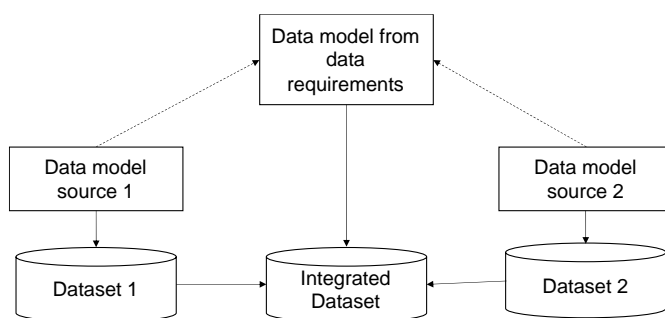 Data model from
data
requirements
Data model
source 1
Data model
source 2
Dataset 1
Integrated
Dataset
Dataset 2